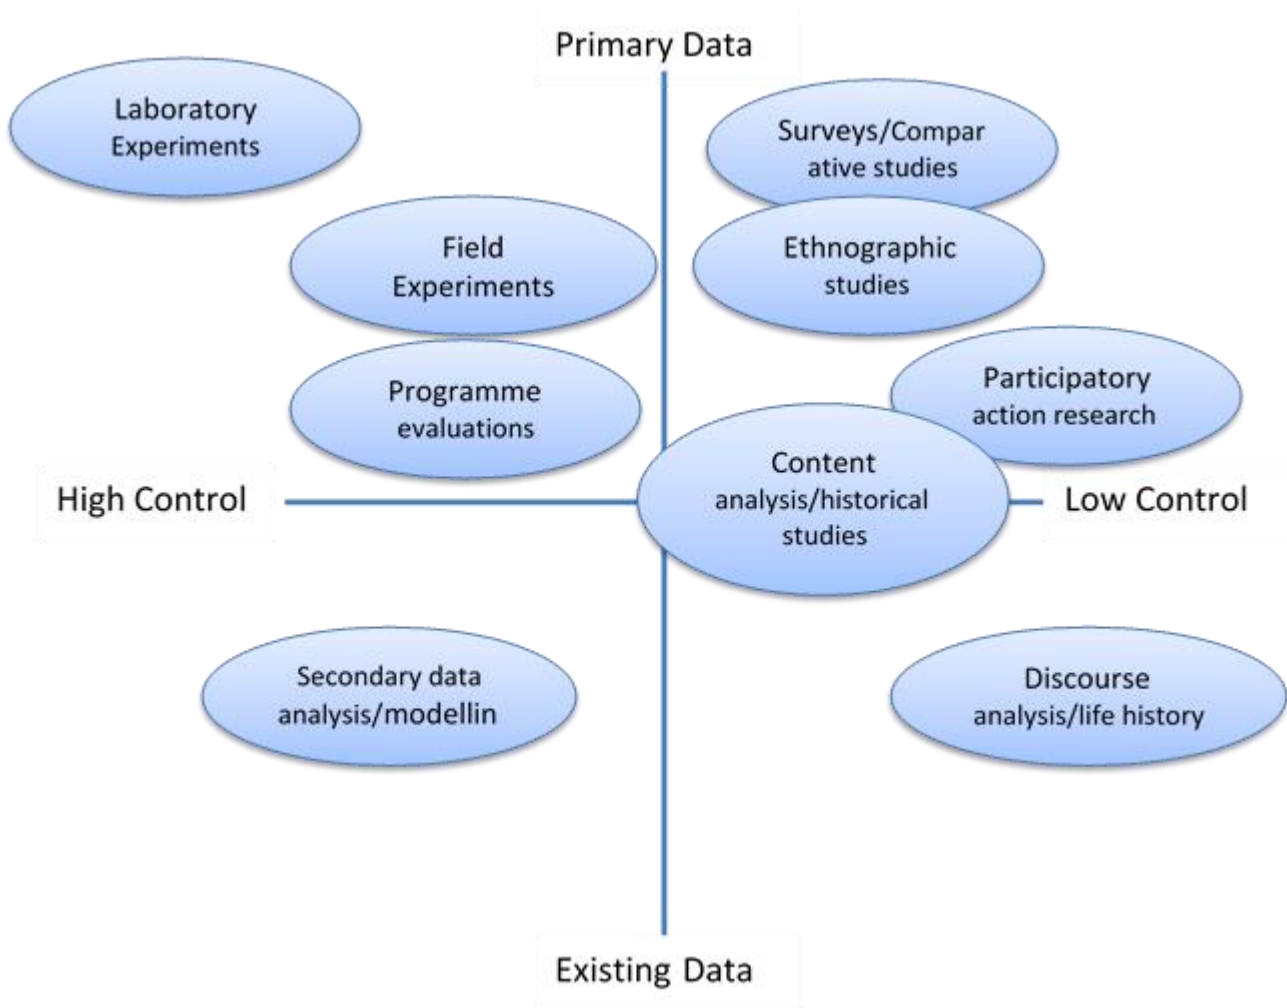 Primary Data
Laboratory
Experiments
Surveys/Compar
ative studies
Field
Experiments
Ethnographic
studies
Programme
evaluations
Participatory
action research
Content
analysis/historical
studies
High Control
Low Control
Secondary data
analysis/modellin
Discourse
analysis/life history
Existing Data